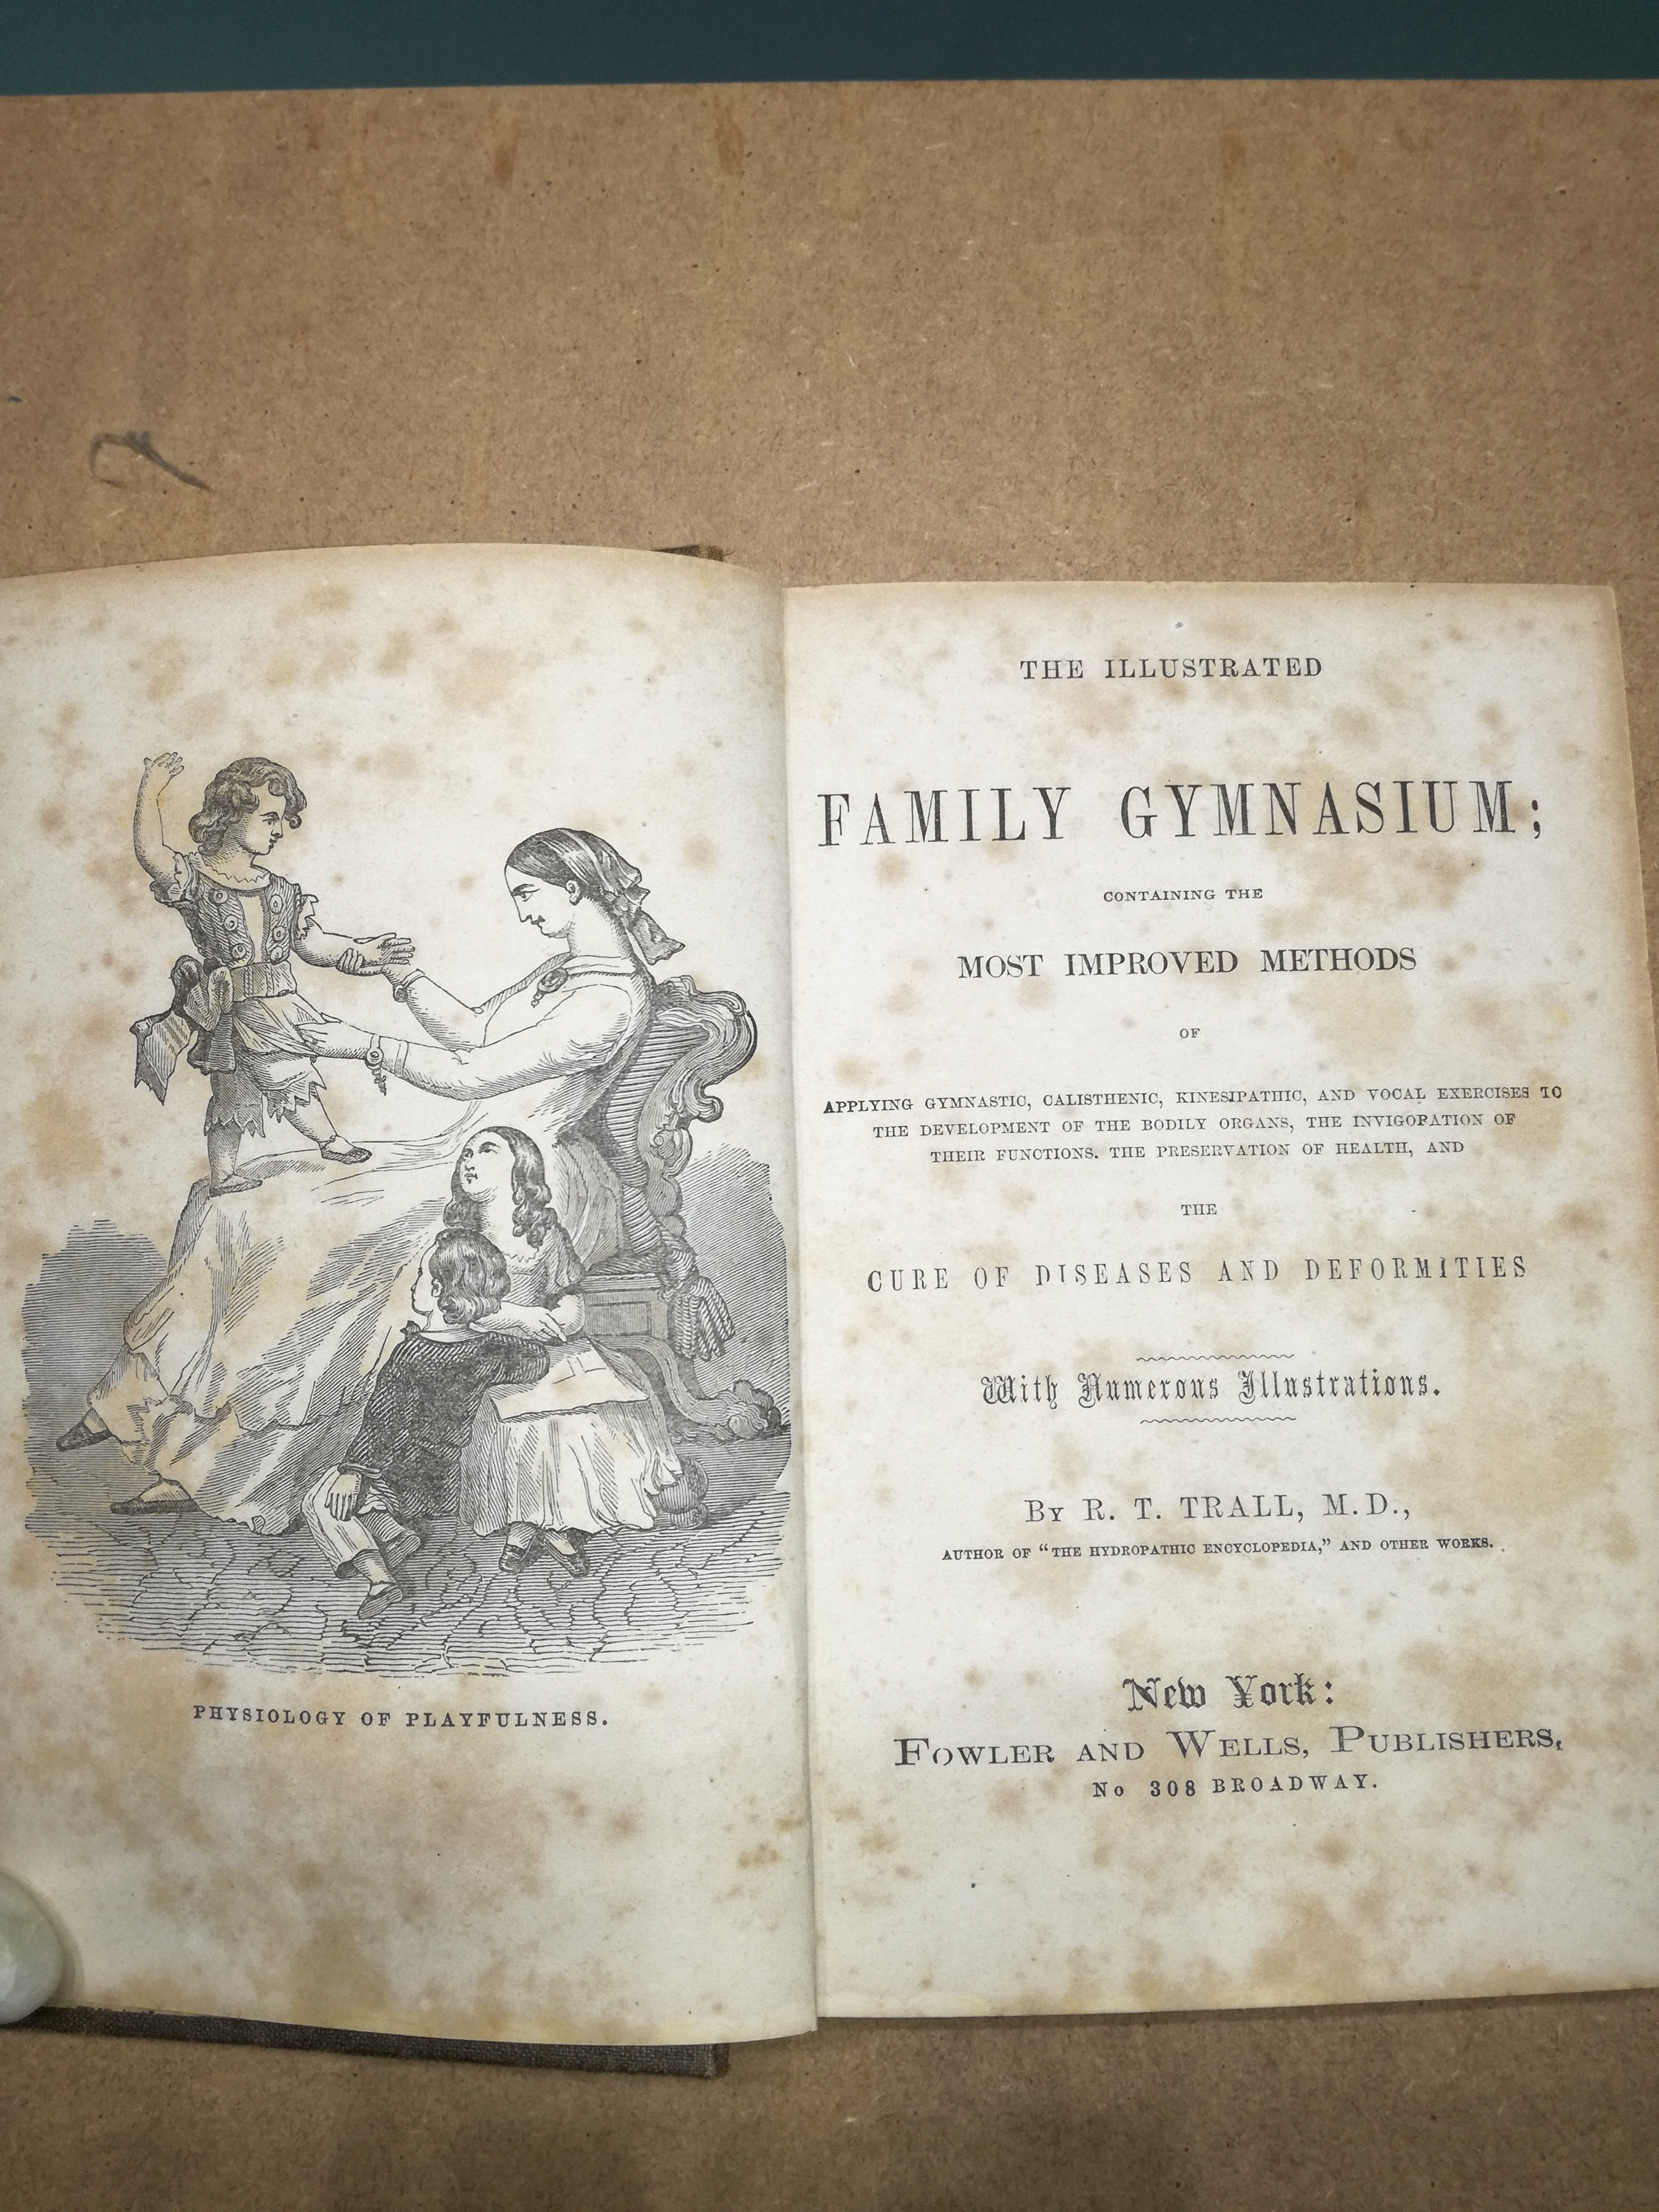 PHYSIOLOGY OF PLAYFULNESS.
THE ILLUSTRATED
FAMILY GYMNASIUM;
CONTAINING THE
MOST IMPROVED METHODS
OF
APPLYING GYMNASTIC, CALISTHENIC, KINESIPATHIC, AND VOCAL EXERCISES TO
THE DEVELOPMENT OF THE BODILY ORGANS, THE INVIGORATION OF
THEIR FUNCTIONS. THE PRESERVATION OF HEALTH, AND
THE
CURE OF DISEASES AND DEFORMITIES
With Numerous Illustrations.
BY R. T. TRALL, M.D.,
AUTHOR OF "THE HYDROPATHIC ENCYCLOPEDIA," AND OTHER WORKS.
New York:
FOWLER AND WELLS, PUBLISHERS,
No 308 BROADWAY.